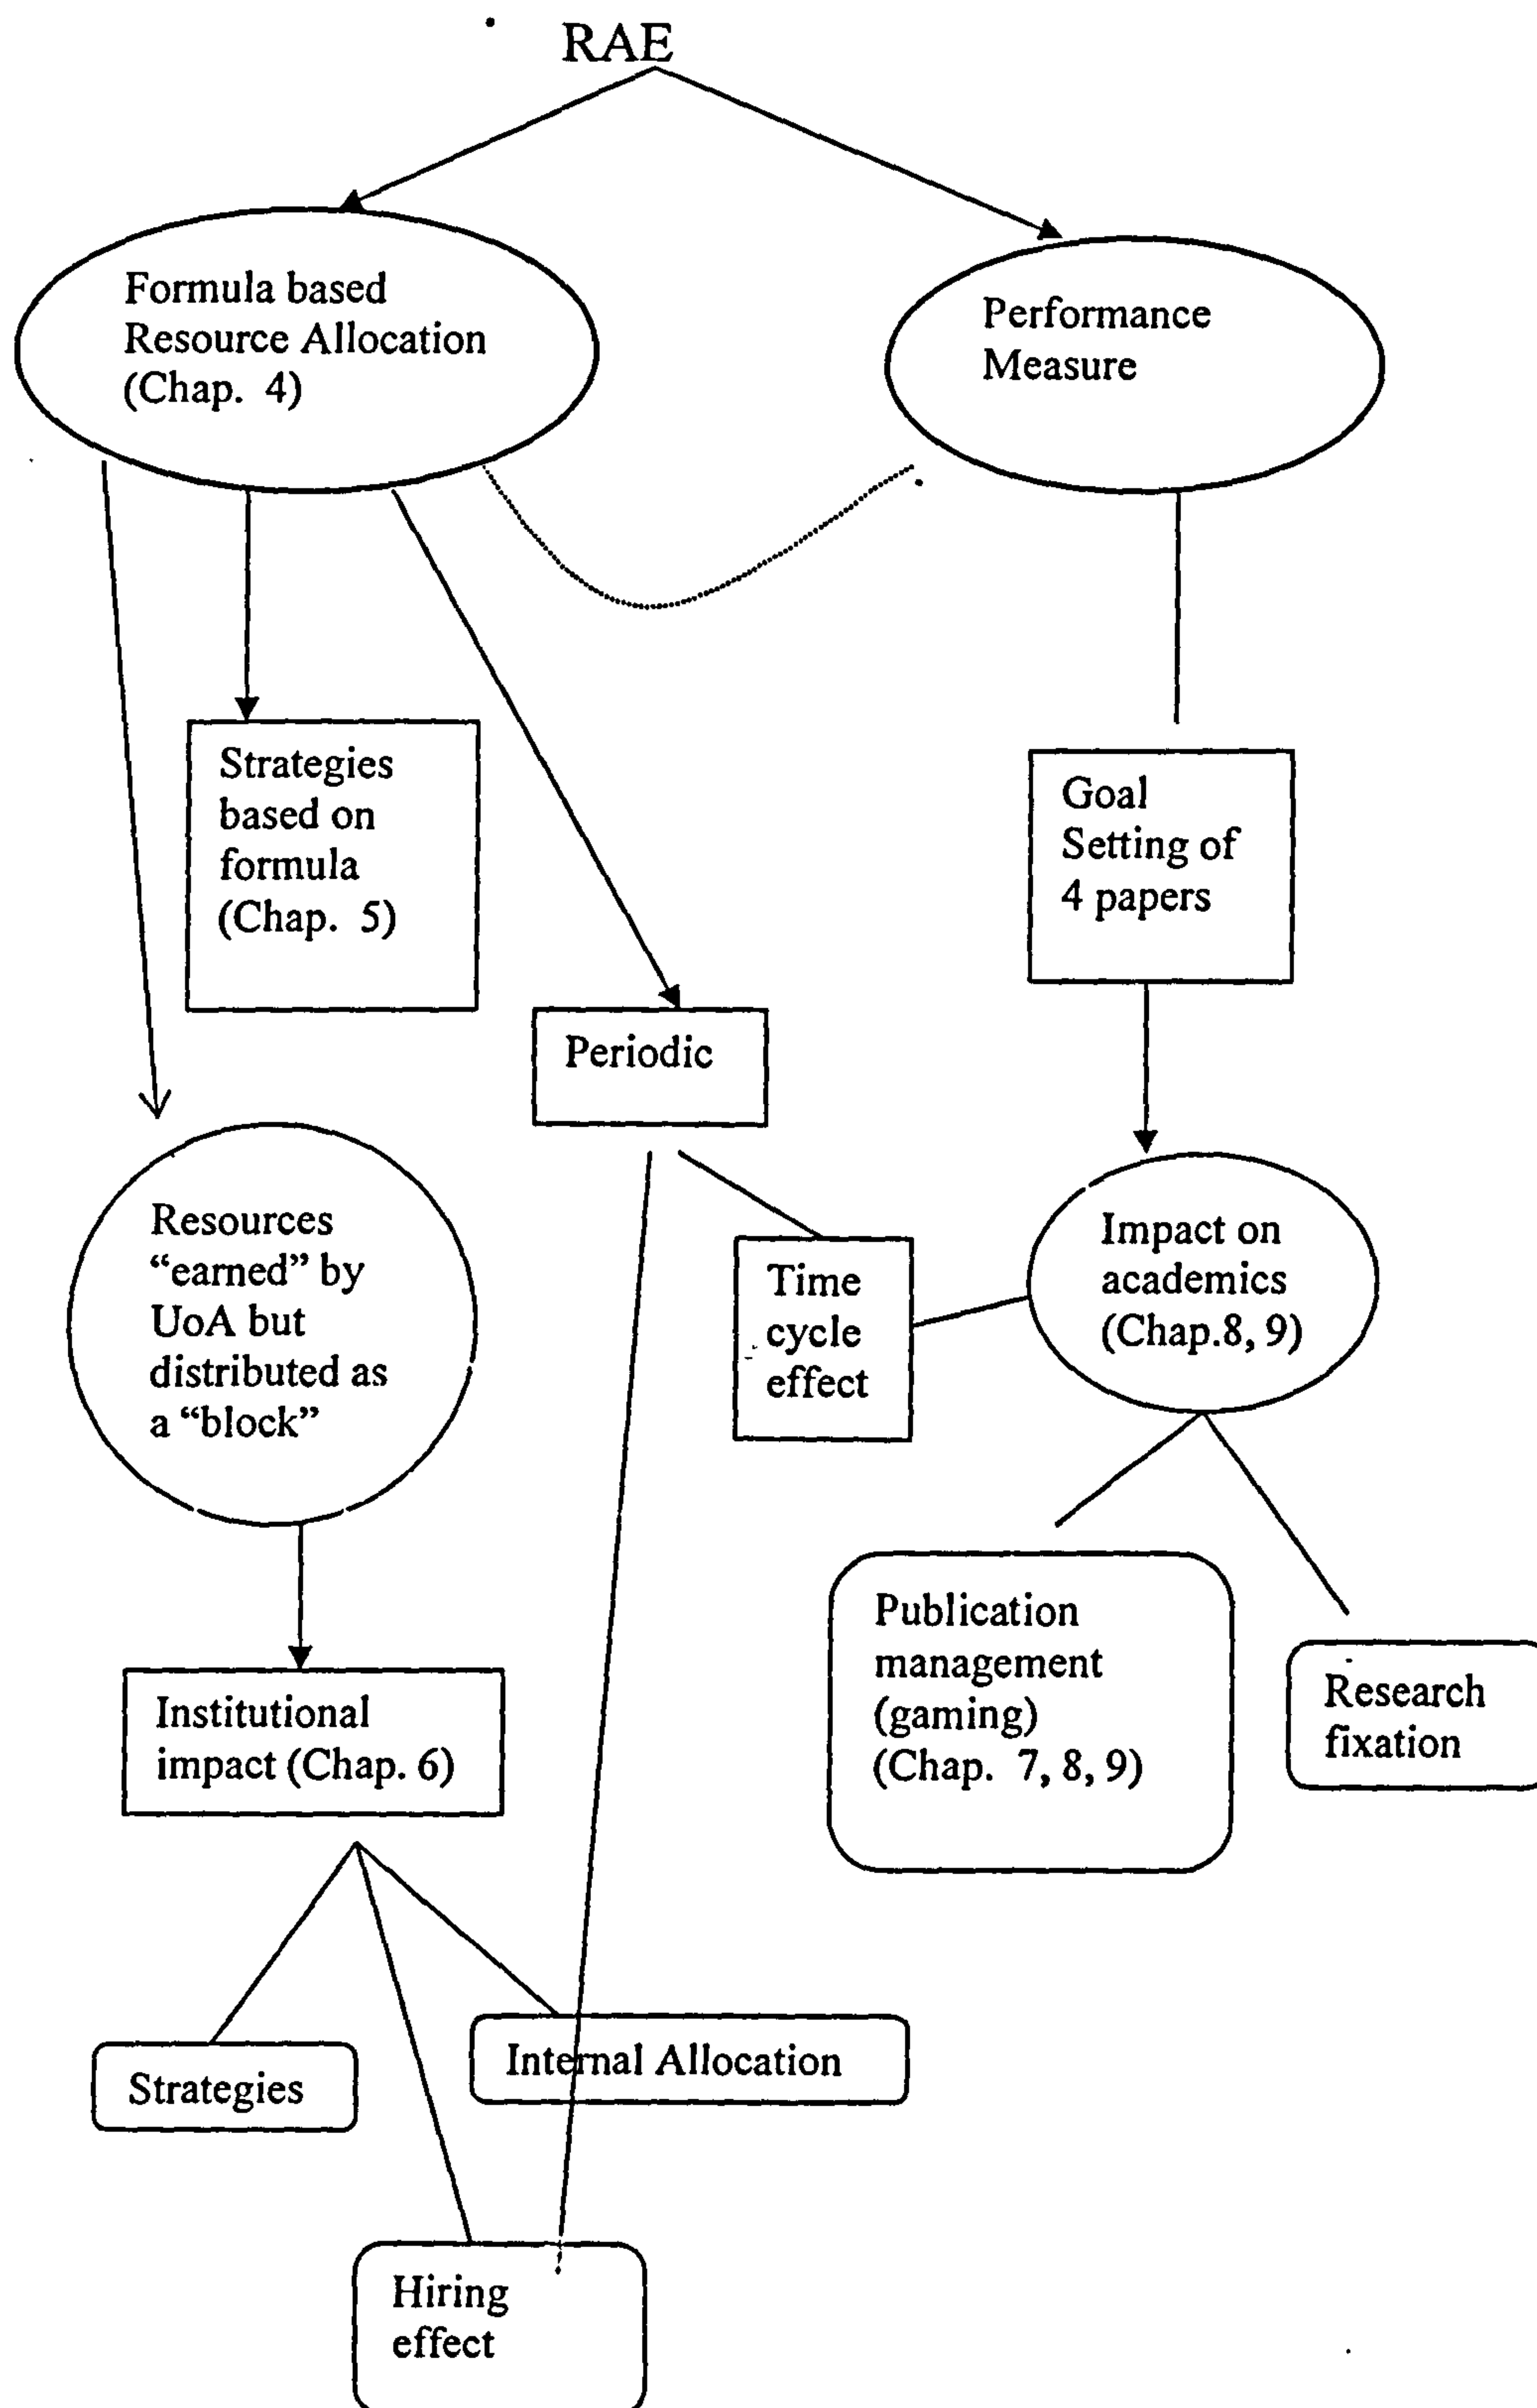 RAE
Formula based
Resource Allocation
(Chap. 4)
Performance
Measure
Strategies
based on
formula
(Chap. 5)
Goal
Setting of
4 papers
Periodic
Resources
“earned” by
UoA but
distributed as
a “block”
Time
cycle
effect
Impact on
academics
(Chap.8, 9)
Publication
management
(gaming)
(Chap. 7, 8, 9)
Research
fixation
Institutional
impact (Chap. 6)
Internal Allocation
Strategies
Hiring
effect